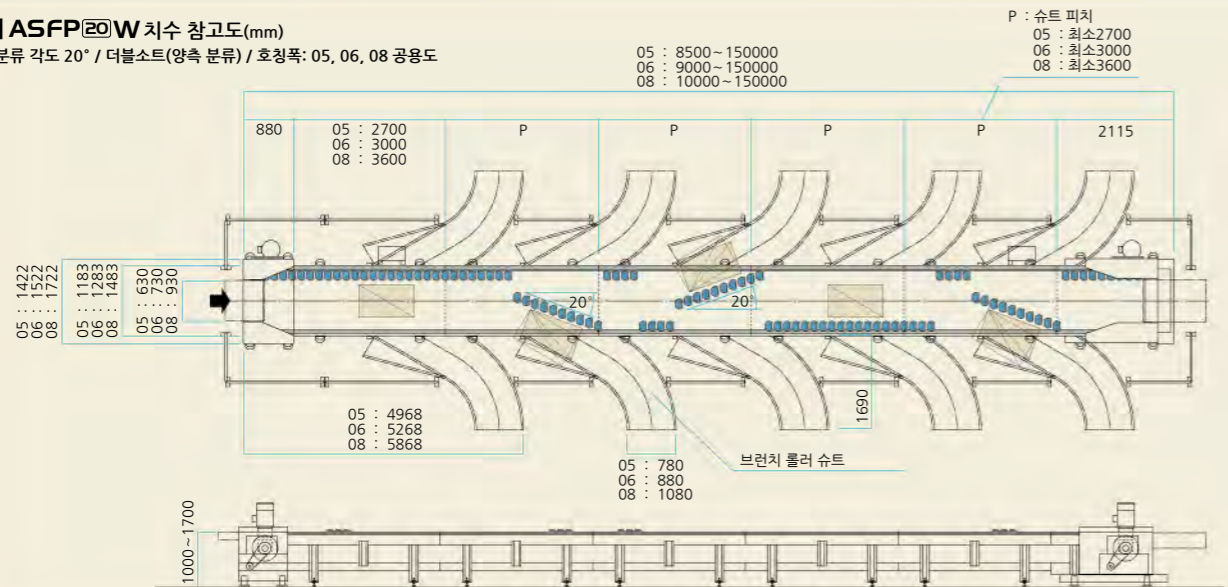 ASFP20W 치수 참고도(mm)
분류 각도 20° / 더블소트(양측 분류) / 호칭폭: 05, 06, 08 공용도
P : 슈트 피치
05 : 최소2700
06 : 최소3000
08 : 최소3600
05 : 8500~150000
06 : 9000~150000
08 : 10000~150000
880
05 : 2700
06 : 3000
08 : 3600
P
P
P
P
2115
05 : 1422
06 : 1522
08 : 1722
05 : 1183
06 : 1283
08 : 1483
05 : 630
06 : 730
08 : 930
20°
20°
1690
05 : 4968
06 : 5268
08 : 5868
05 : 780
06 : 880
08 : 1080
브런치 롤러 슈트
1000~1700